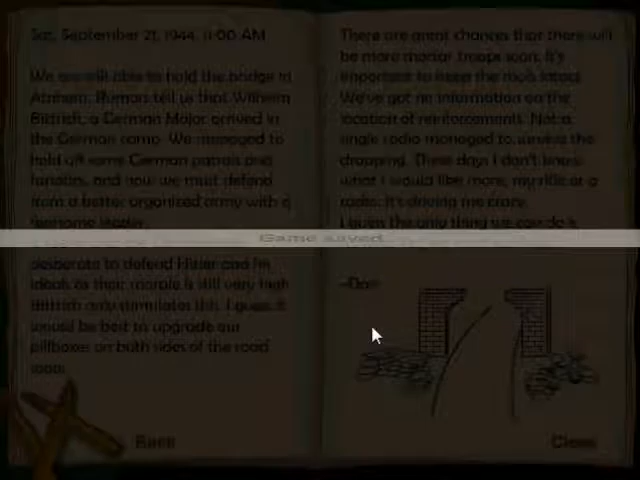 Sat, September 21, 1944, 11:00 AM
We are still able to hold the bridge in
Arnhem. Rumors tell us that Wilhelm
Bittrich, a German Major arrived in
the German camp. We managed to
hold off some German patrols and
fanatics, and now we must defend
from a better organized army with a
fearsome leader.
desperate to defend Hitler and his
ideals as their morale is still very high
Bittrich only stimulates this. I guess it
would be best to upgrade our
pillboxes on both sides of the road
soon.
Back
There are great chances that there will
be more mortar troops soon. It's
important to keep the roads intact
We've got no information on the
location of reinforcements. Not a
single radio managed to survive the
dropping. These days I don't know
what I would like more, my rifle or a
radio. It's driving me crazy.
I guess the only thing we can do is
Game saved
Close